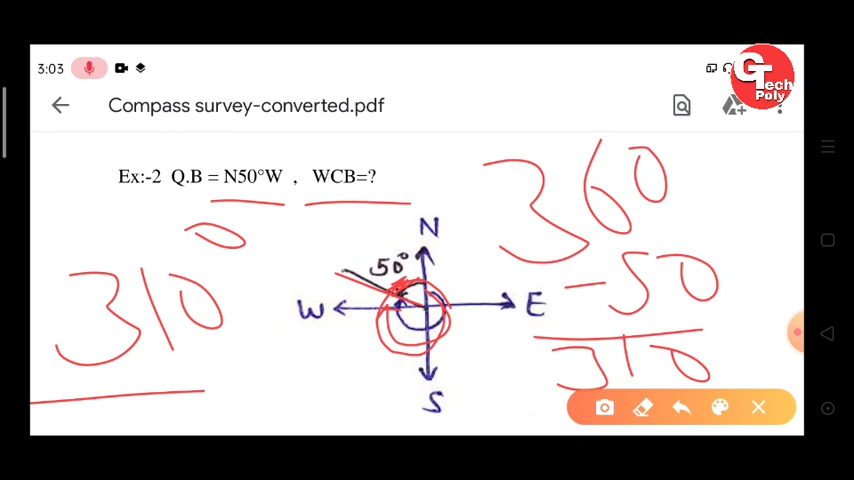 3:03
G Tech Poly
Compass survey-converted.pdf
Ex:-2 Q.B = N50°W , WCB=?
360
-50
310
310°
N
50°
W
E
S